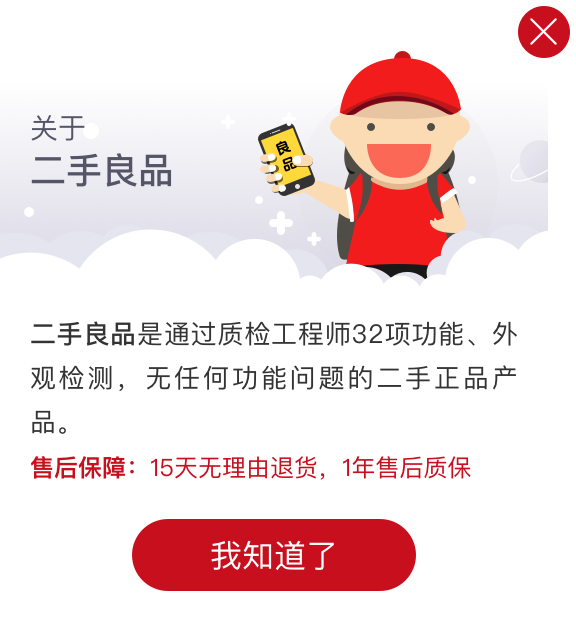 关于
二手良品
良
品
二手良品是通过质检工程师32项功能、外
观检测，无任何功能问题的二手正品产
品。
售后保障：15天无理由退货，1年售后质保
我知道了